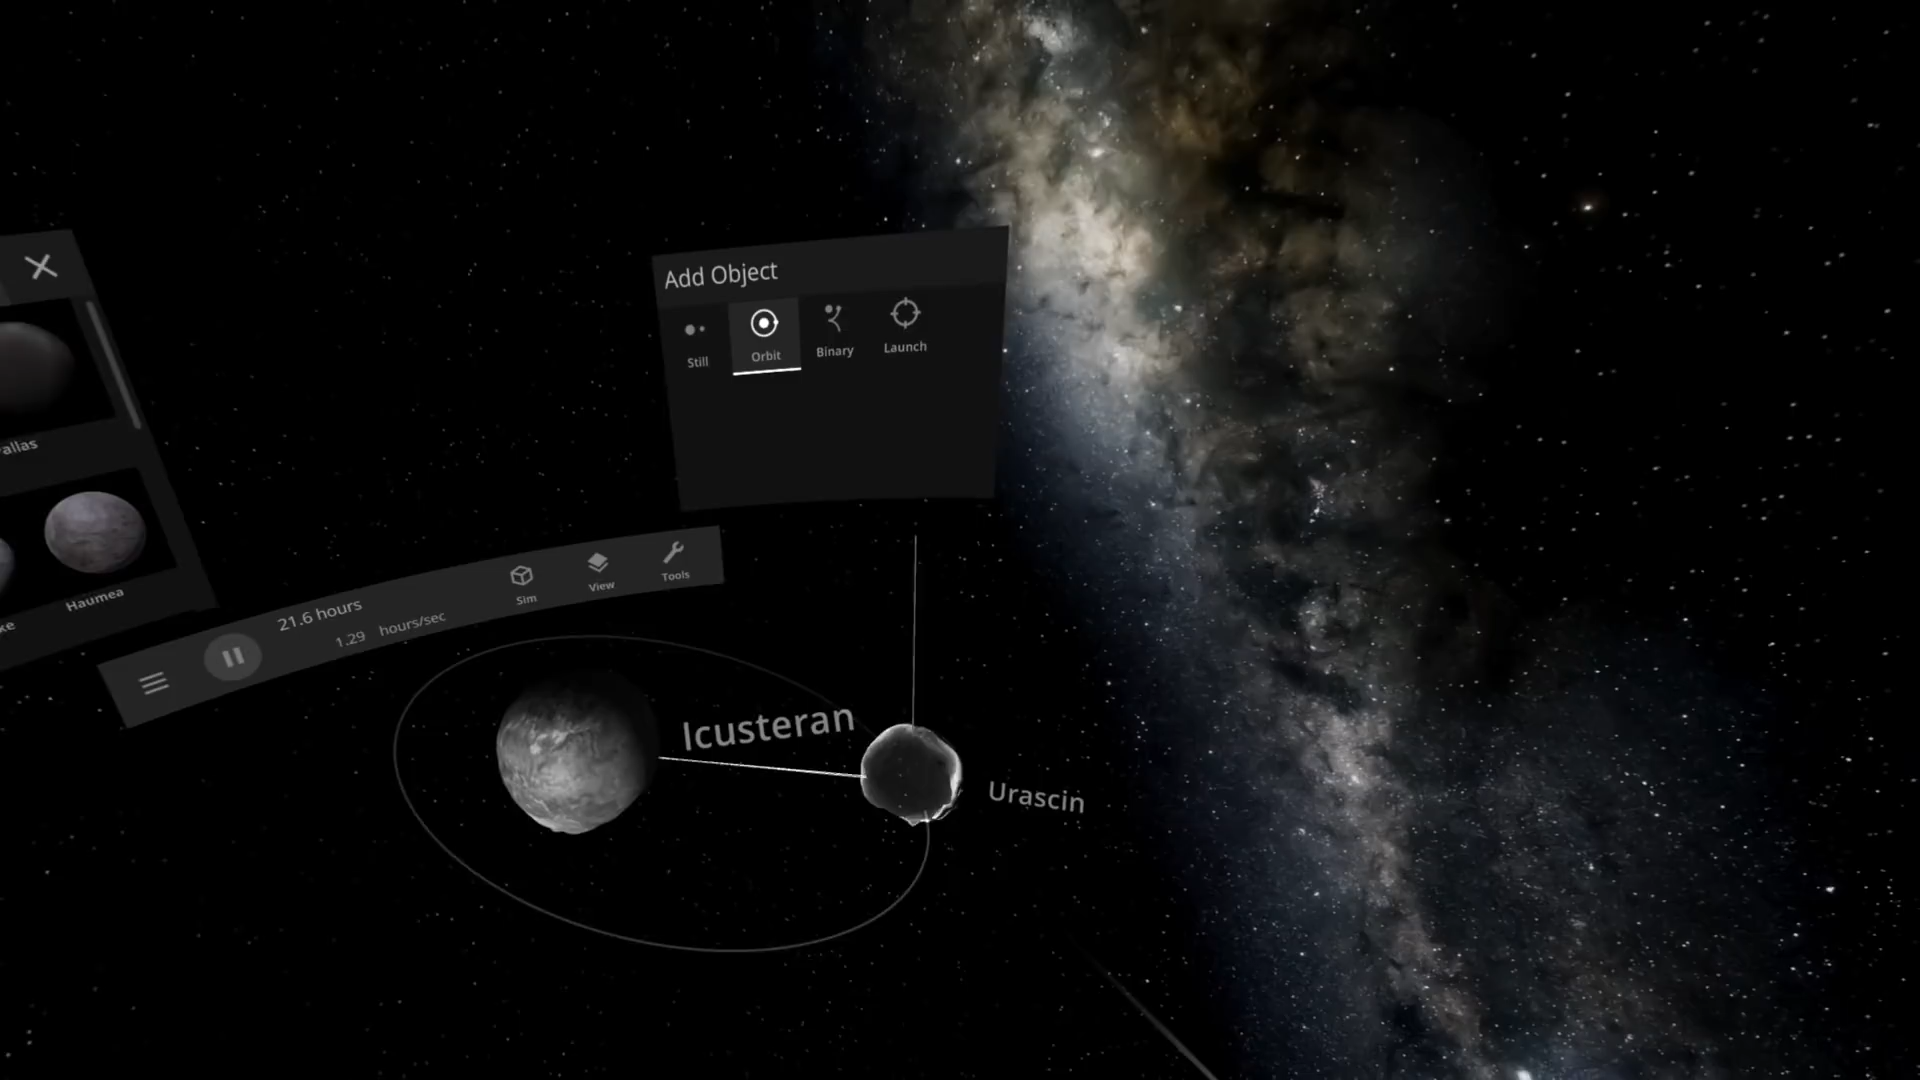 Add Object
Still
Orbit
Binary
Launch
allas
Haumea
ke
21.6 hours
1.29 hours/sec
Sim
View
Tools
Icusteran
Urascin